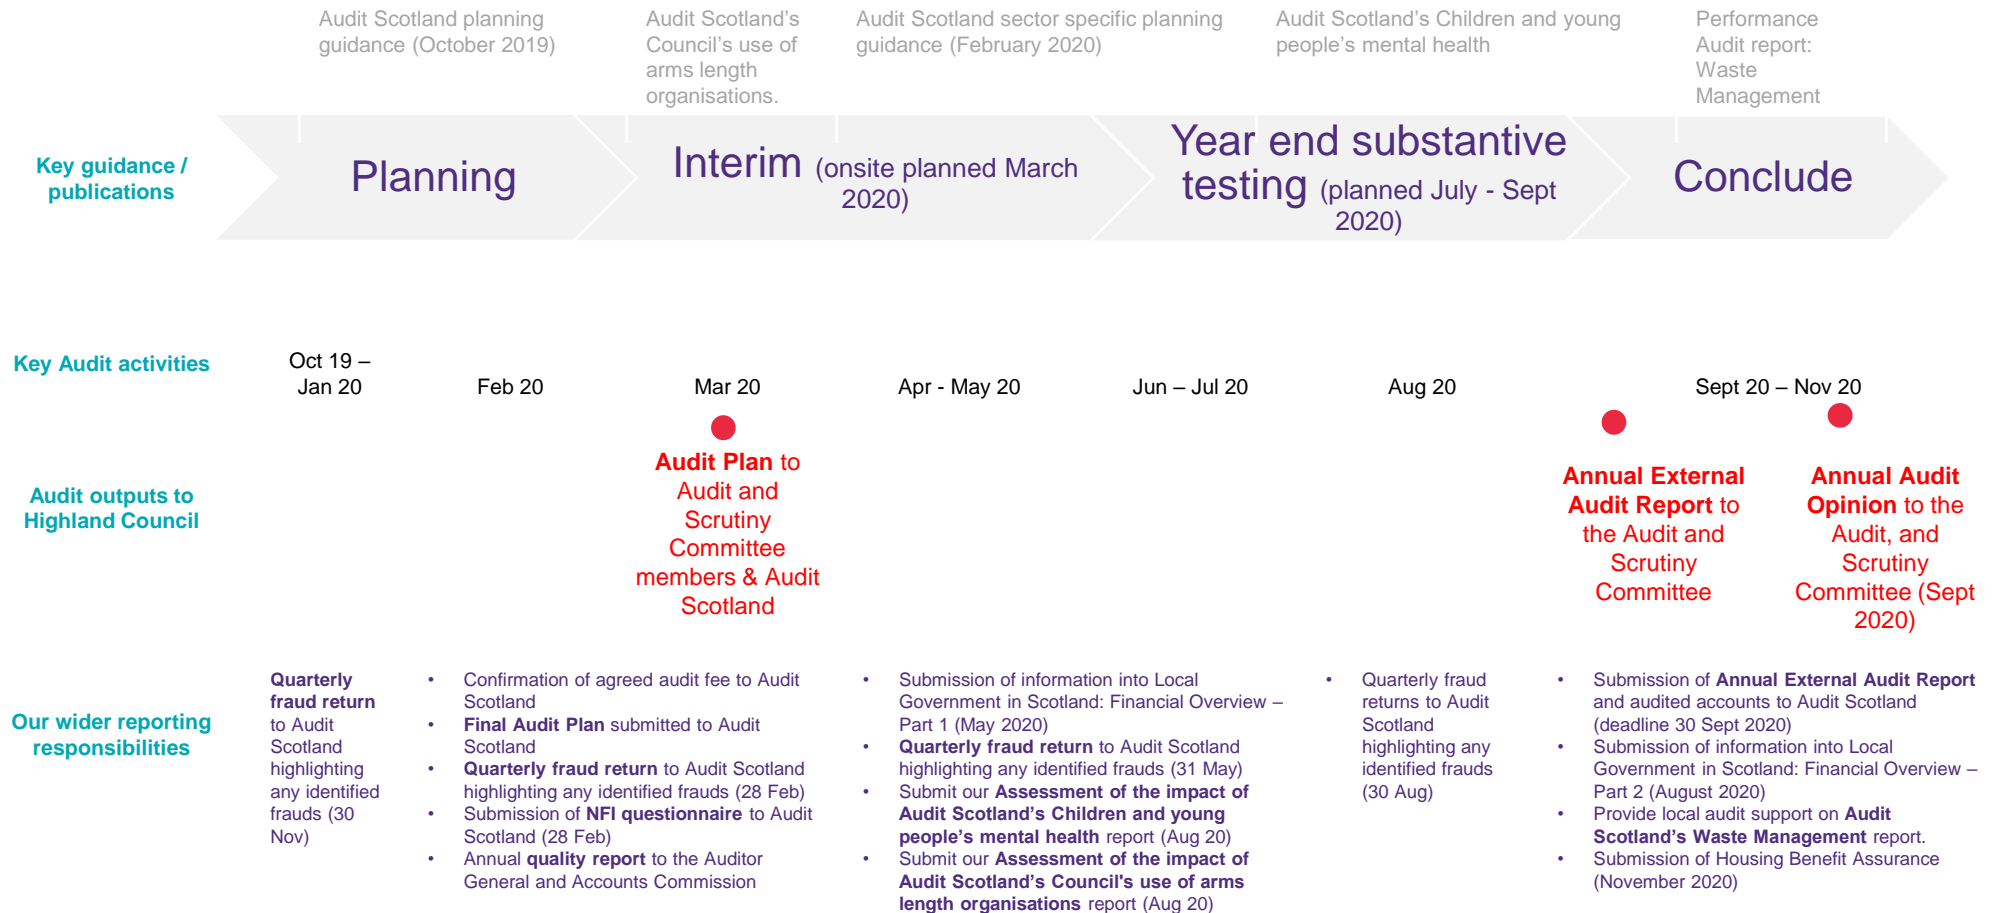 Audit Scotland planning
guidance (October 2019)
Audit Scotland’s
Council’s use of
arms length
organisations.
Audit Scotland sector specific planning
guidance (February 2020)
Audit Scotland’s Children and young
people’s mental health
Performance
Audit report:
Waste
Management
Key guidance /
publications
Planning
Interim (onsite planned March
2020)
Year end substantive
testing (planned July - Sept
2020)
Conclude
Key Audit activities
Oct 19 –
Jan 20
Feb 20
Mar 20
Apr - May 20
Jun – Jul 20
Aug 20
Sept 20 – Nov 20
Audit outputs to
Highland Council
Audit Plan to
Audit and
Scrutiny
Committee
members & Audit
Scotland
Annual External
Audit Report to
the Audit and
Scrutiny
Committee
Annual Audit
Opinion to the
Audit, and
Scrutiny
Committee (Sept
2020)
Our wider reporting
responsibilities
Quarterly
fraud return
to Audit
Scotland
highlighting
any identified
frauds (30
Nov)
• Confirmation of agreed audit fee to Audit
Scotland
• Final Audit Plan submitted to Audit
Scotland
• Quarterly fraud return to Audit Scotland
highlighting any identified frauds (28 Feb)
• Submission of NFI questionnaire to Audit
Scotland (28 Feb)
• Annual quality report to the Auditor
General and Accounts Commission
• Submission of information into Local
Government in Scotland: Financial Overview –
Part 1 (May 2020)
• Quarterly fraud return to Audit Scotland
highlighting any identified frauds (31 May)
• Submit our Assessment of the impact of
Audit Scotland’s Children and young
people’s mental health report (Aug 20)
• Submit our Assessment of the impact of
Audit Scotland’s Council's use of arms
length organisations report (Aug 20)
• Quarterly fraud
returns to Audit
Scotland
highlighting any
identified frauds
(30 Aug)
• Submission of Annual External Audit Report
and audited accounts to Audit Scotland
(deadline 30 Sept 2020)
• Submission of information into Local
Government in Scotland: Financial Overview –
Part 2 (August 2020)
• Provide local audit support on Audit
Scotland’s Waste Management report.
• Submission of Housing Benefit Assurance
(November 2020)